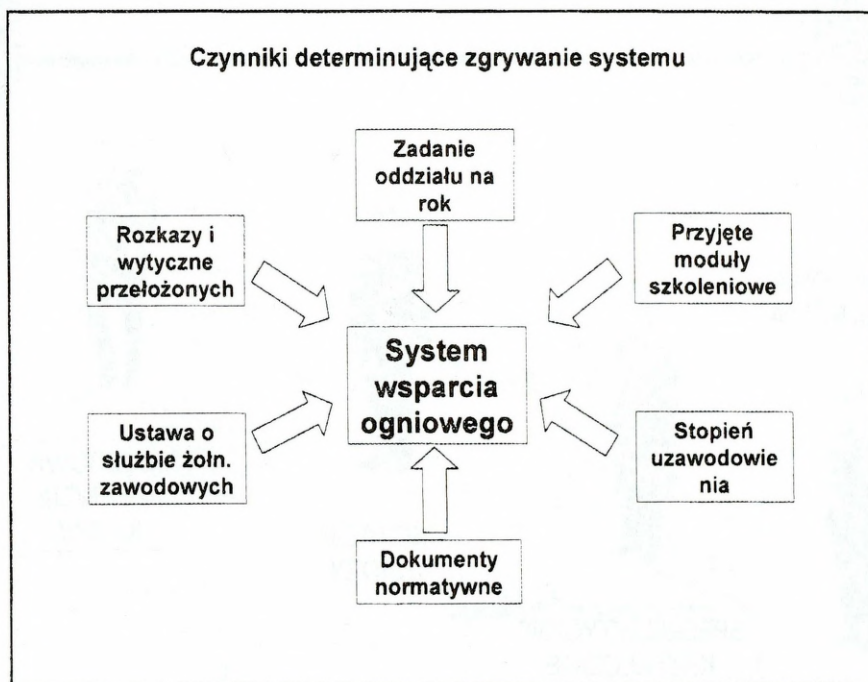 Czynniki determinujące zgrywanie systemu
Zadanie
oddziału na
rok
Rozkazy i
wytyczne
przełożonych
Przyjęte
moduły
szkoleniowe
System
wsparcia
ogniowego
Ustawa o
służbie żołn.
zawodowych
Stopień
uzawodowie
nia
Dokumenty
normatywne